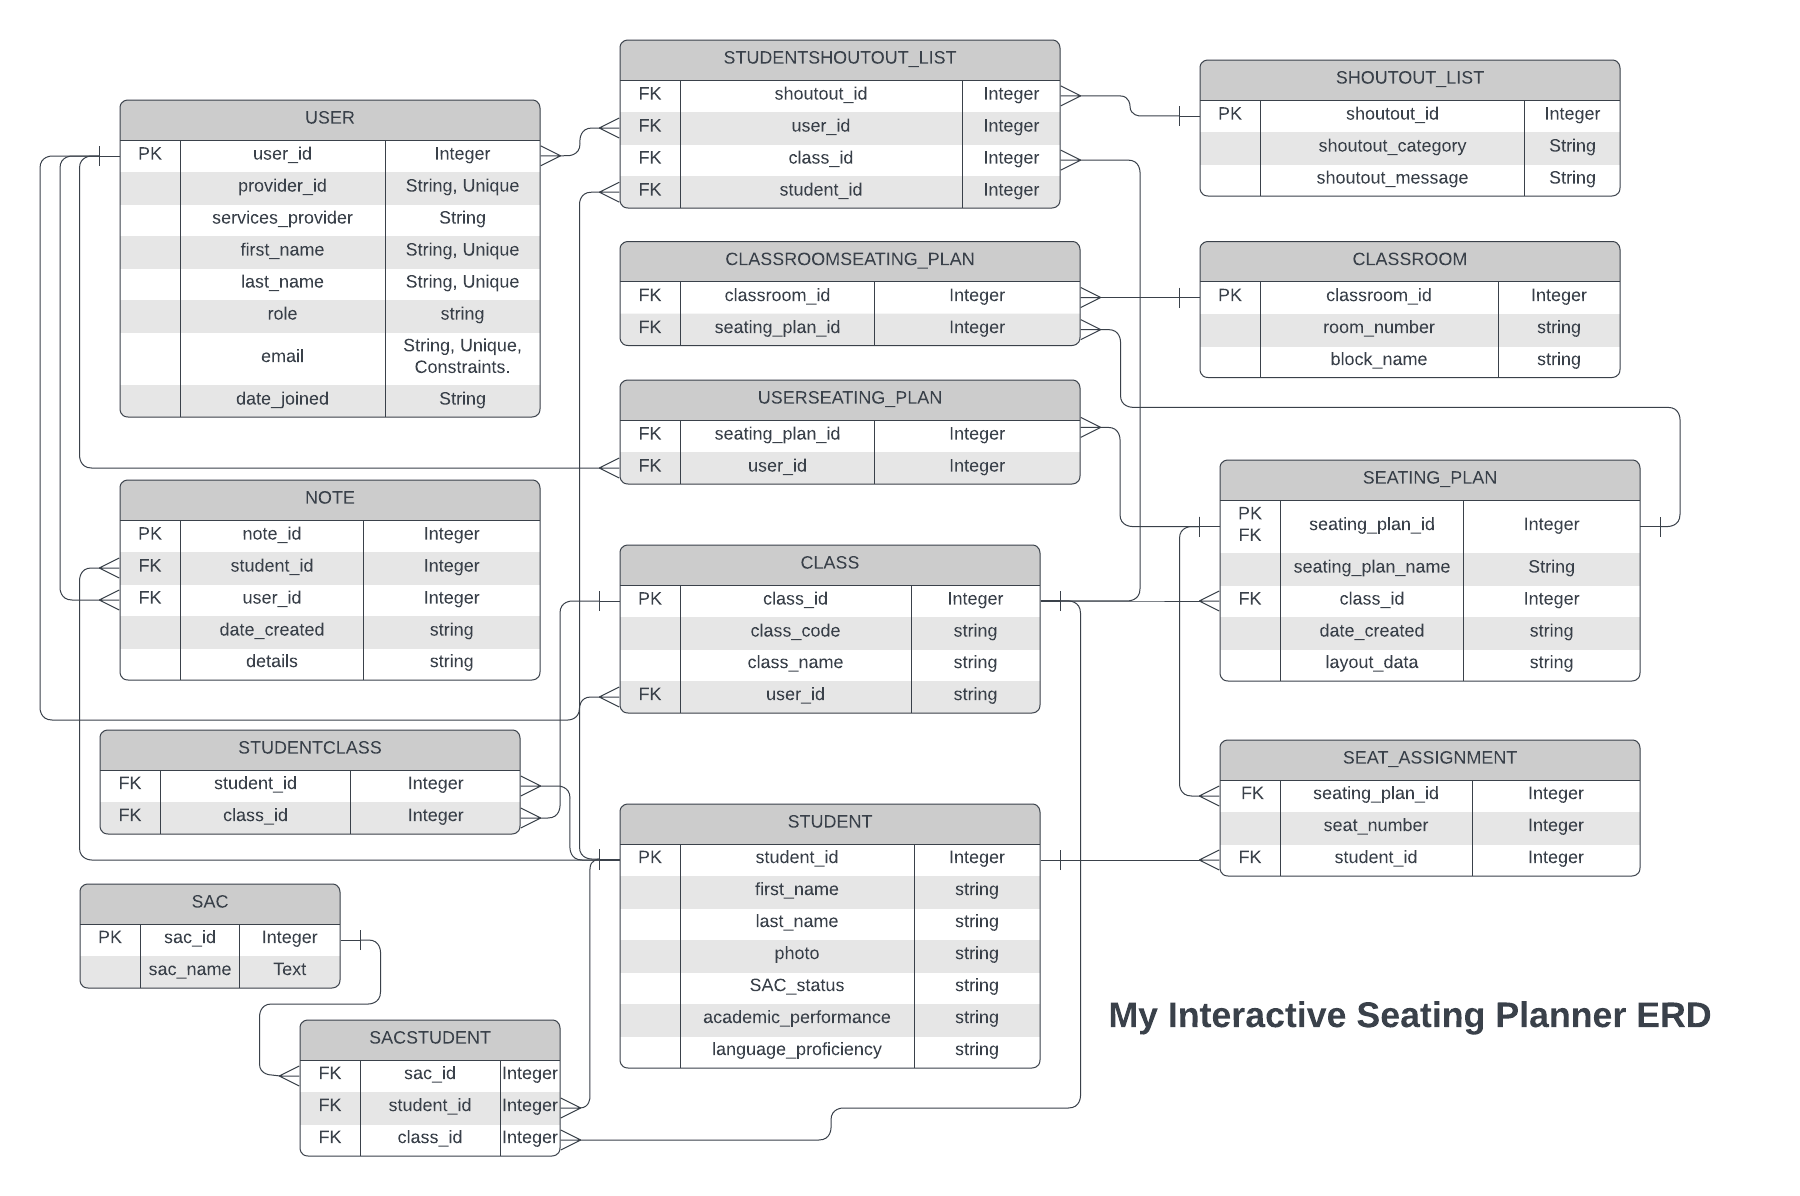 STUDENTSHOUTOUT_LIST
FK shoutout_id Integer
FK user_id Integer
FK class_id Integer
FK student_id Integer
SHOUTOUT_LIST
PK shoutout_id Integer
shoutout_category String
shoutout_message String
USER
PK user_id Integer
provider_id String, Unique
services_provider String
first_name String, Unique
last_name String, Unique
role string
email String, Unique,
Constraints.
date_joined String
CLASSROOMSEATING_PLAN
FK classroom_id Integer
FK seating_plan_id Integer
CLASSROOM
PK classroom_id Integer
room_number string
block_name string
USERSEATING_PLAN
FK seating_plan_id Integer
FK user_id Integer
SEATING_PLAN
PK
FK seating_plan_id Integer
seating_plan_name String
FK class_id Integer
date_created string
layout_data string
NOTE
PK note_id Integer
FK student_id Integer
FK user_id Integer
date_created string
details string
CLASS
PK class_id Integer
class_code string
class_name string
FK user_id string
STUDENTCLASS
FK student_id Integer
FK class_id Integer
SEAT_ASSIGNMENT
FK seating_plan_id Integer
seat_number Integer
FK student_id Integer
STUDENT
PK student_id Integer
first_name string
last_name string
photo string
SAC_status string
academic_performance string
language_proficiency string
SAC
PK sac_id Integer
sac_name Text
SACSTUDENT
FK sac_id Integer
FK student_id Integer
FK class_id Integer
My Interactive Seating Planner ERD